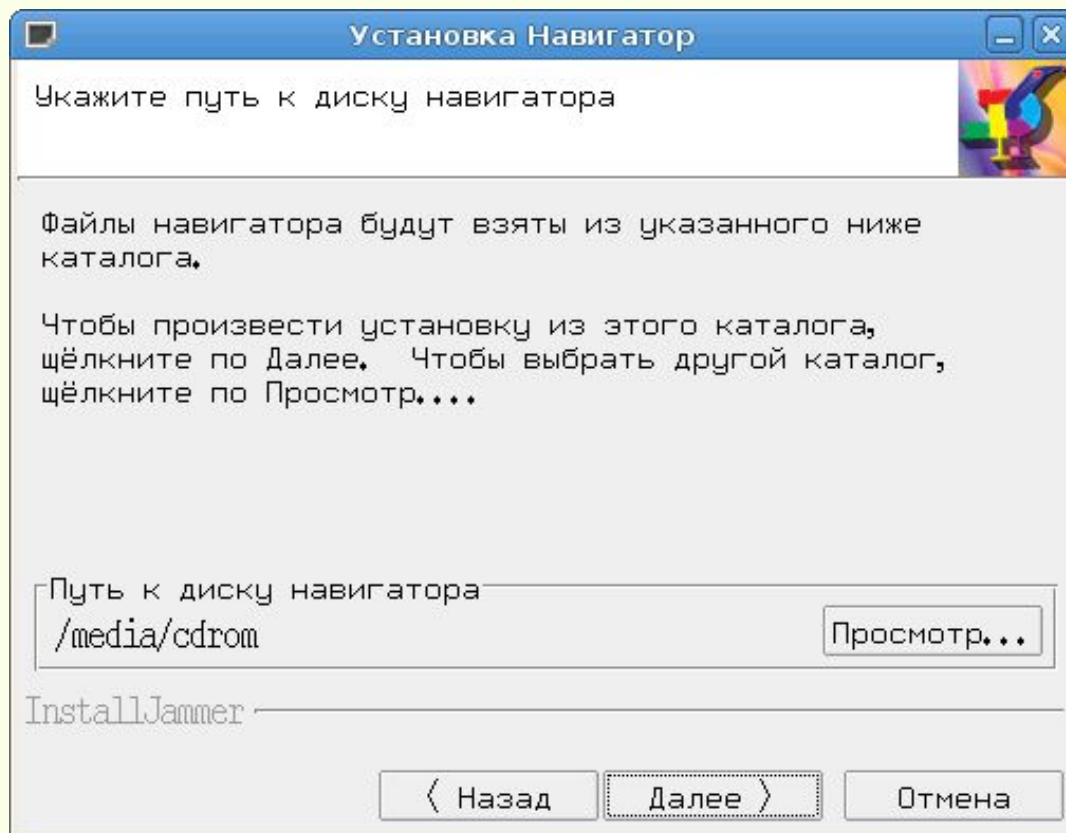 Установка Навигатор
Укажите путь к диску навигатора
Файлы навигатора будут взяты из указанного ниже
каталога.
Чтобы произвести установку из этого каталога,
щёлкните по Далее.  Чтобы выбрать другой каталог,
щёлкните по Просмотр....
Путь к диску навигатора
/media/cdrom
Просмотр...
InstallJammer
< Назад
Далее >
Отмена